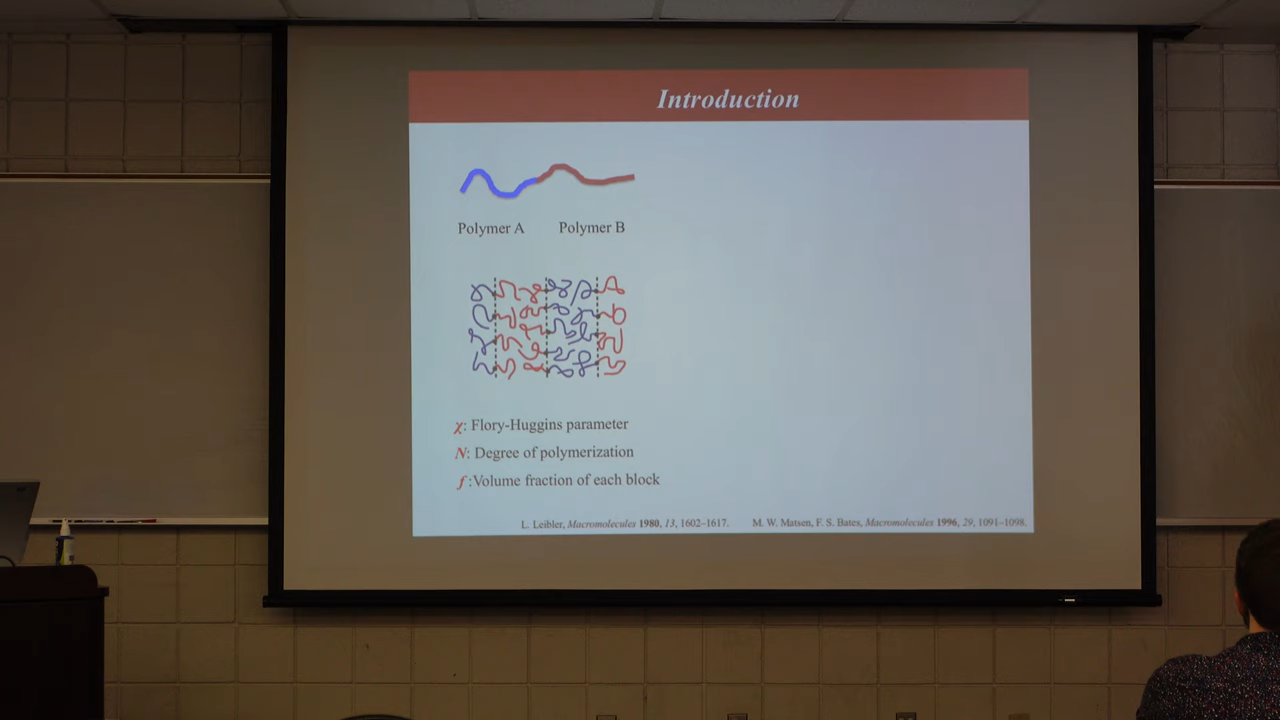 Introduction
Polymer A Polymer B
χ: Flory-Huggins parameter
N: Degree of polymerization
f :Volume fraction of each block
L. Leibler, Macromolecules 1980, 13, 1602–1617. M. W. Matsen, F. S. Bates, Macromolecules 1996, 29, 1091–1098.